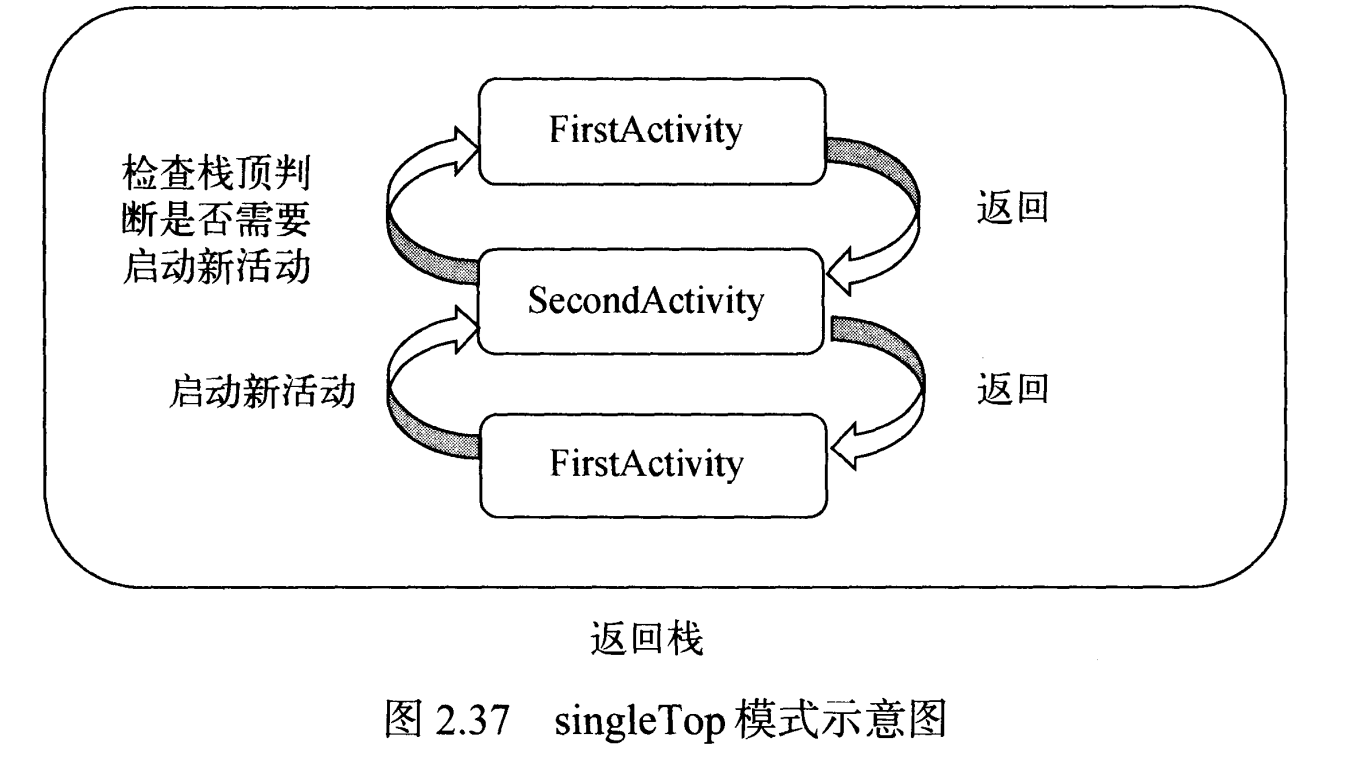 FirstActivity
检查栈顶判
断是否需要
启动新活动
返回
SecondActivity
启动新活动
返回
FirstActivity
返回栈
图 2.37 singleTop 模式示意图